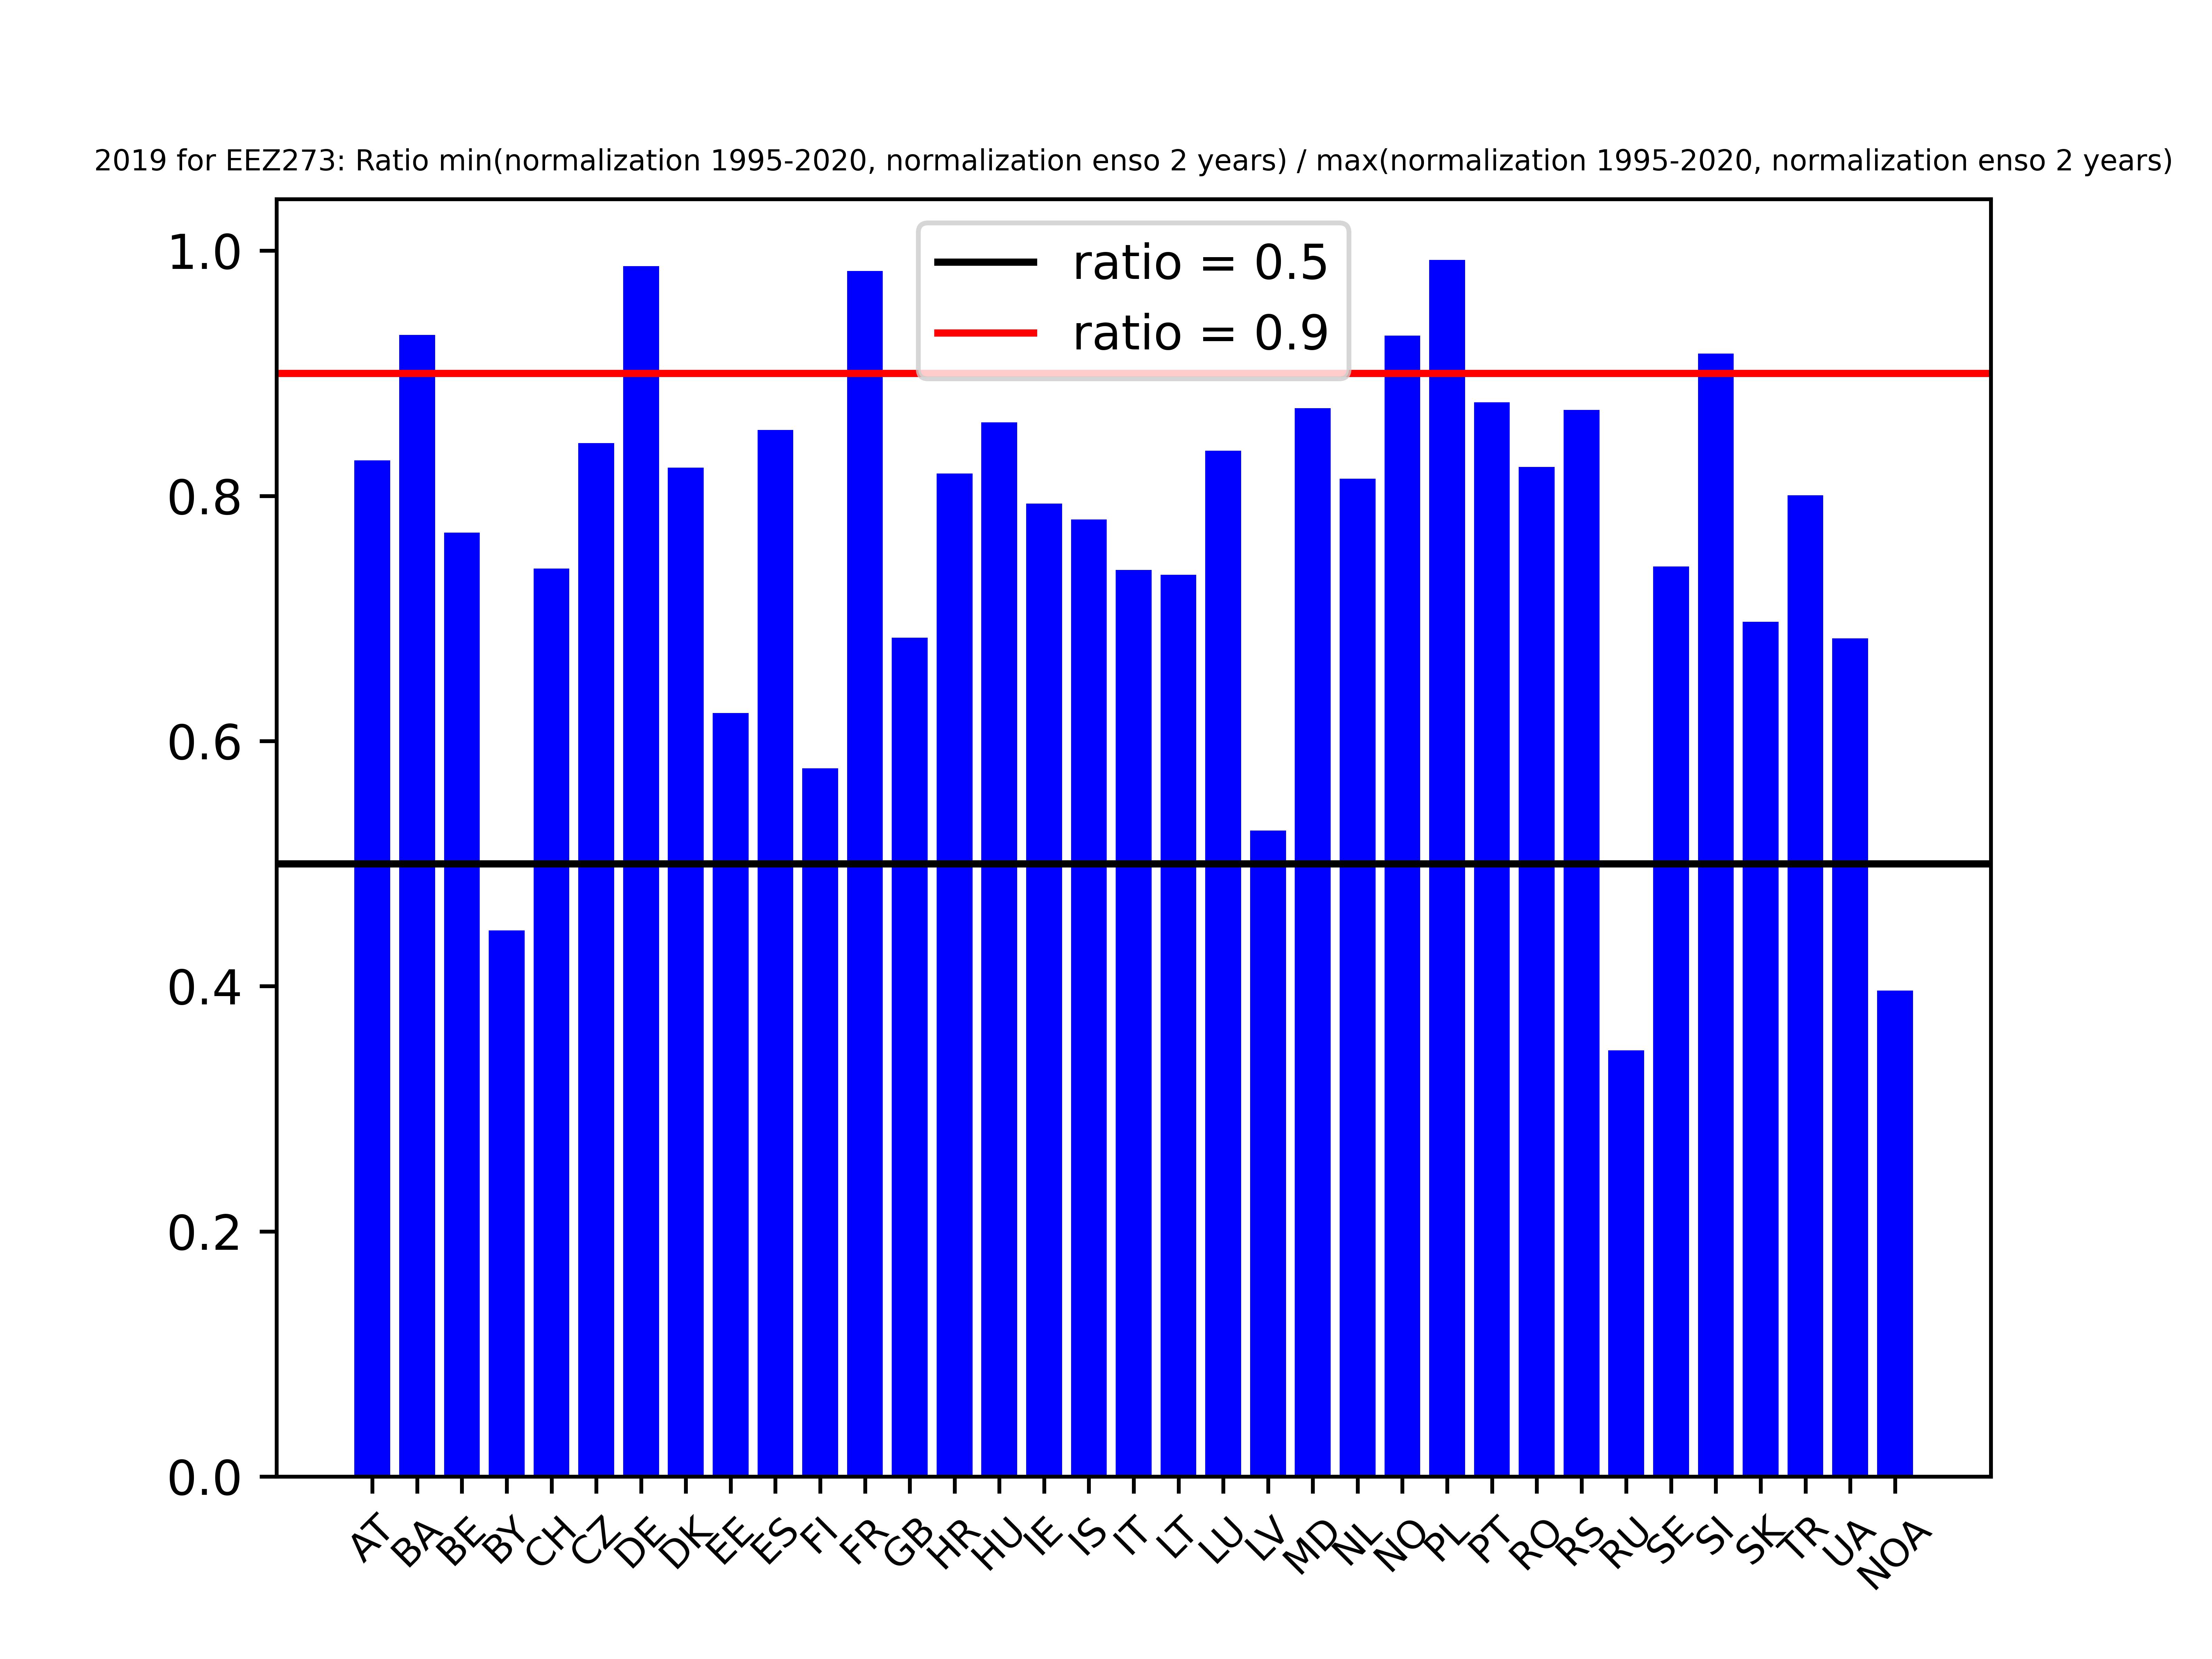 2019 for EEZ273: Ratio min(normalization 1995-2020, normalization enso 2 years) / max(normalization 1995-2020, normalization enso 2 years)
ratio = 0.5
ratio = 0.9
1.0
0.8
0.6
0.4
0.2
0.0
AT BA BE BY CH CZ DE DK EE ES FI FR GB HR HU IE IS IT LT LU LV MD NL NO PL PT RO RS RU SE SI SK TR UA NOA